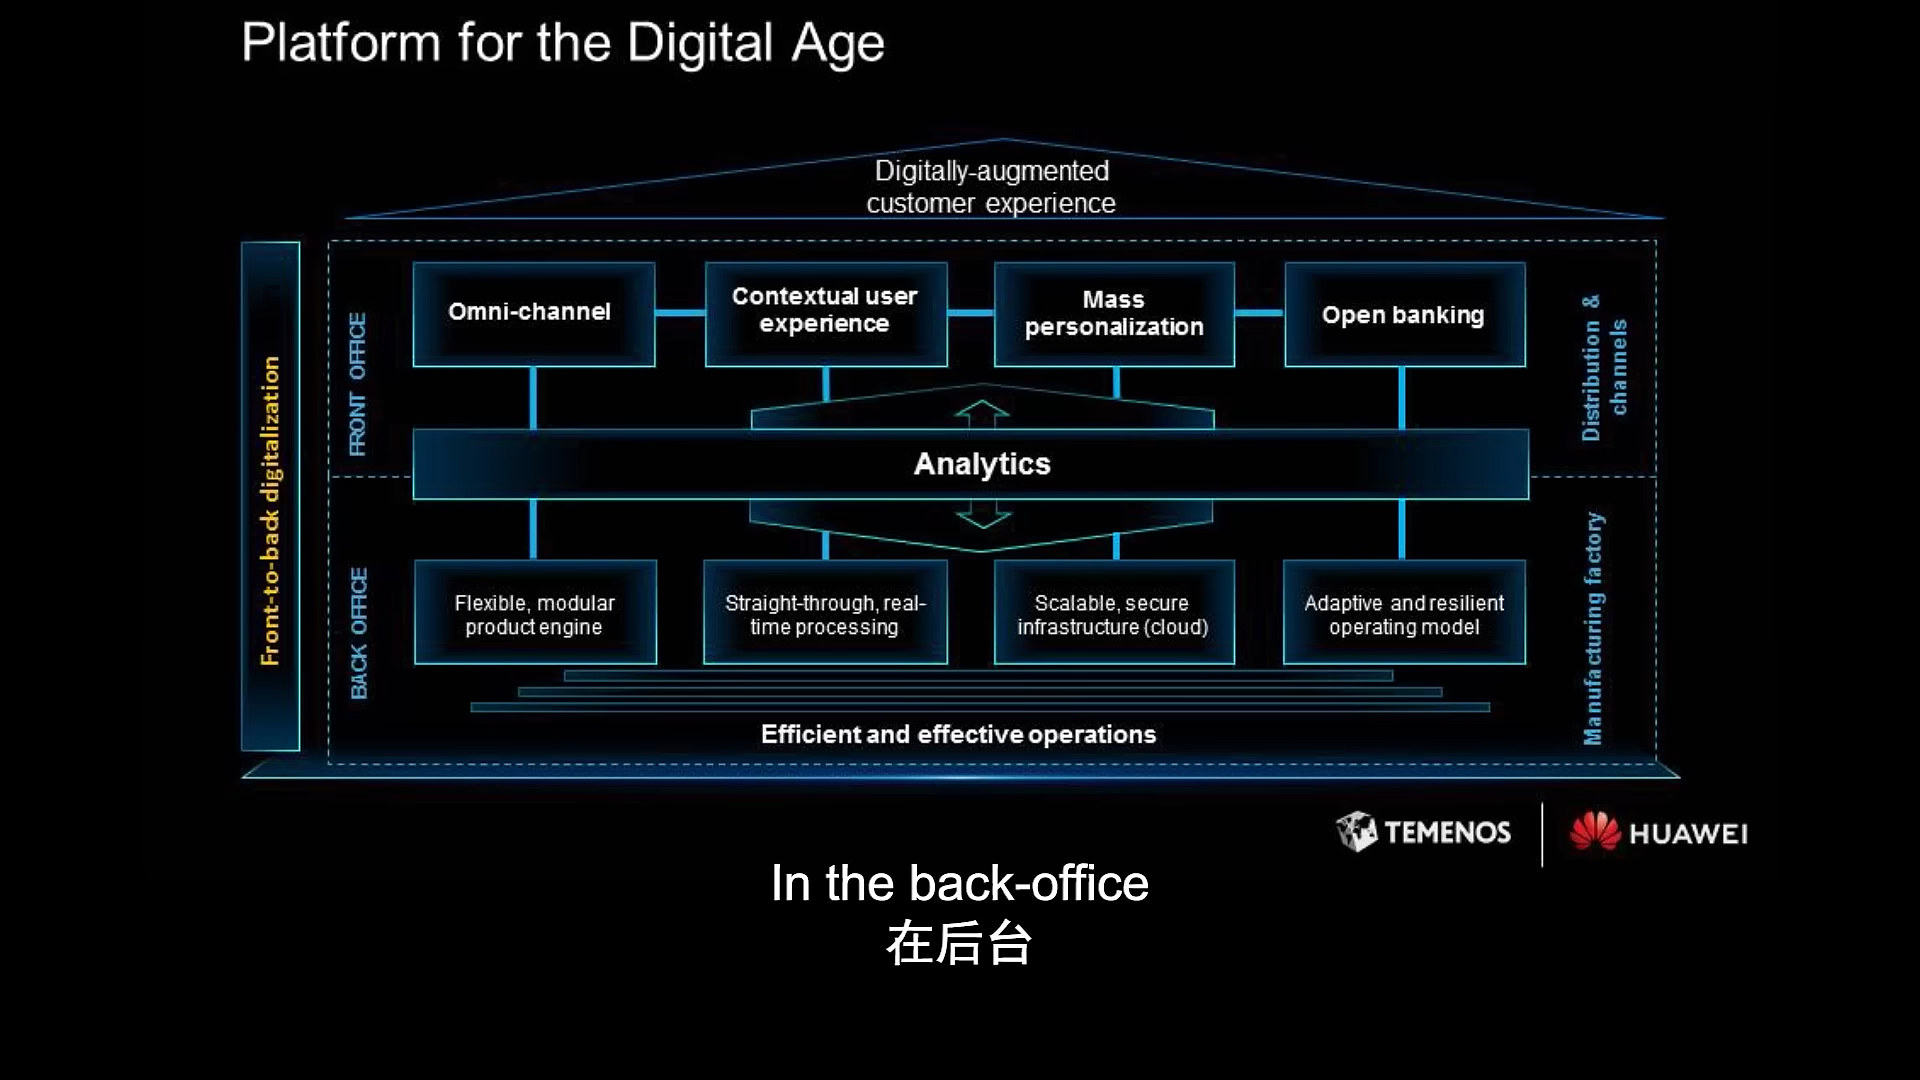 Platform for the Digital Age
Digitally-augmented
customer experience
Front-to-back digitalization
FRONT OFFICE
Omni-channel
Contextual user
experience
Mass
personalization
Open banking
Distribution &
channels
Analytics
BACK OFFICE
Flexible, modular
product engine
Straight-through, real-
time processing
Scalable, secure
infrastructure (cloud)
Adaptive and resilient
operating model
Manufacturing factory
Efficient and effective operations
TEMENOS
HUAWEI
In the back-office
在后台